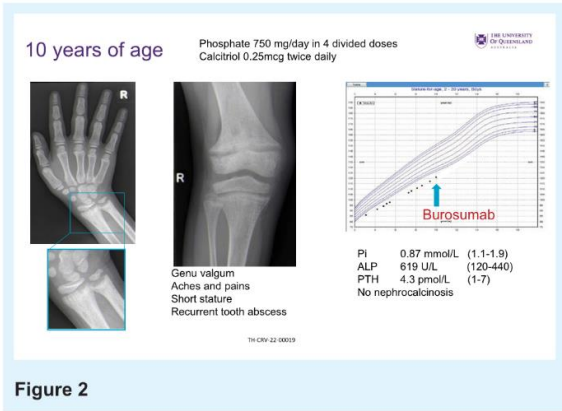 10 years of age
Phosphate 750 mg/day in 4 divided doses
Calcitriol 0.25mcg twice daily
THE UNIVERSITY
OF QUEENSLAND
AUSTRALIA
R
R
Burosumab
Genu valgum
Aches and pains
Short stature
Recurrent tooth abscess
Pi 0.87 mmol/L (1.1-1.9)
ALP 619 U/L (120-440)
PTH 4.3 pmol/L (1-7)
No nephrocalcinosis
TH-CRV-22-00019
Figure 2